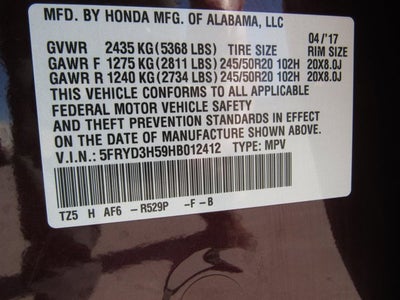 MFD. BY HONDA MFG. OF ALABAMA, LLC
04/'17
GVWR 2435 KG (5368 LBS) TIRE SIZE RIM SIZE
GAWR F 1275 KG (2811 LBS) 245/50R20 102H 20X8.0J
GAWR R 1240 KG (2734 LBS) 245/50R20 102H 20X8.0J
THIS VEHICLE CONFORMS TO ALL APPLICABLE
FEDERAL MOTOR VEHICLE SAFETY
AND THEFT PREVENTION STANDARDS IN EFFECT
ON THE DATE OF MANUFACTURE SHOWN ABOVE.
V.I.N.: 5FRYD3H59HB012412 TYPE: MPV
TZ5 H AF6 -R529P -F -B